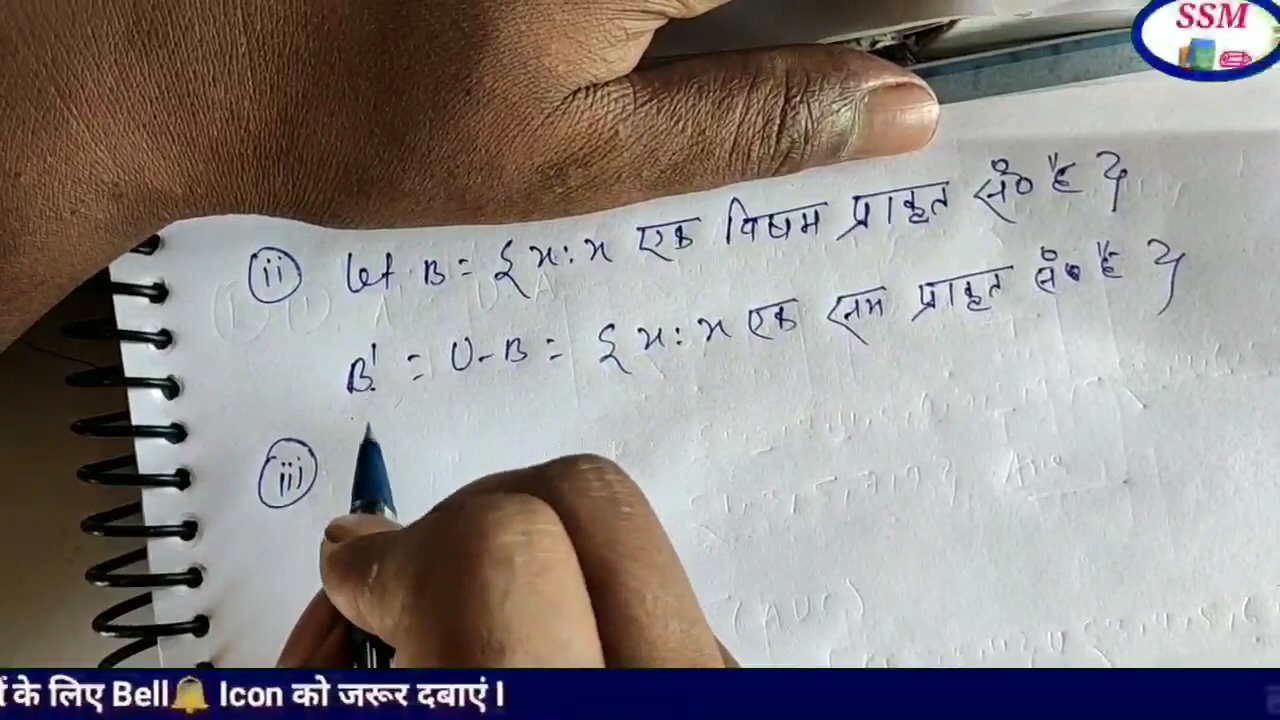 SSM
(ii) Let B = { x : x एक विषम प्राकृत सं० है }
B' = U - B = { x : x एक सम प्राकृत सं० है }
(iii)
के लिए Bell🔔 Icon को जरूर दबाएं।